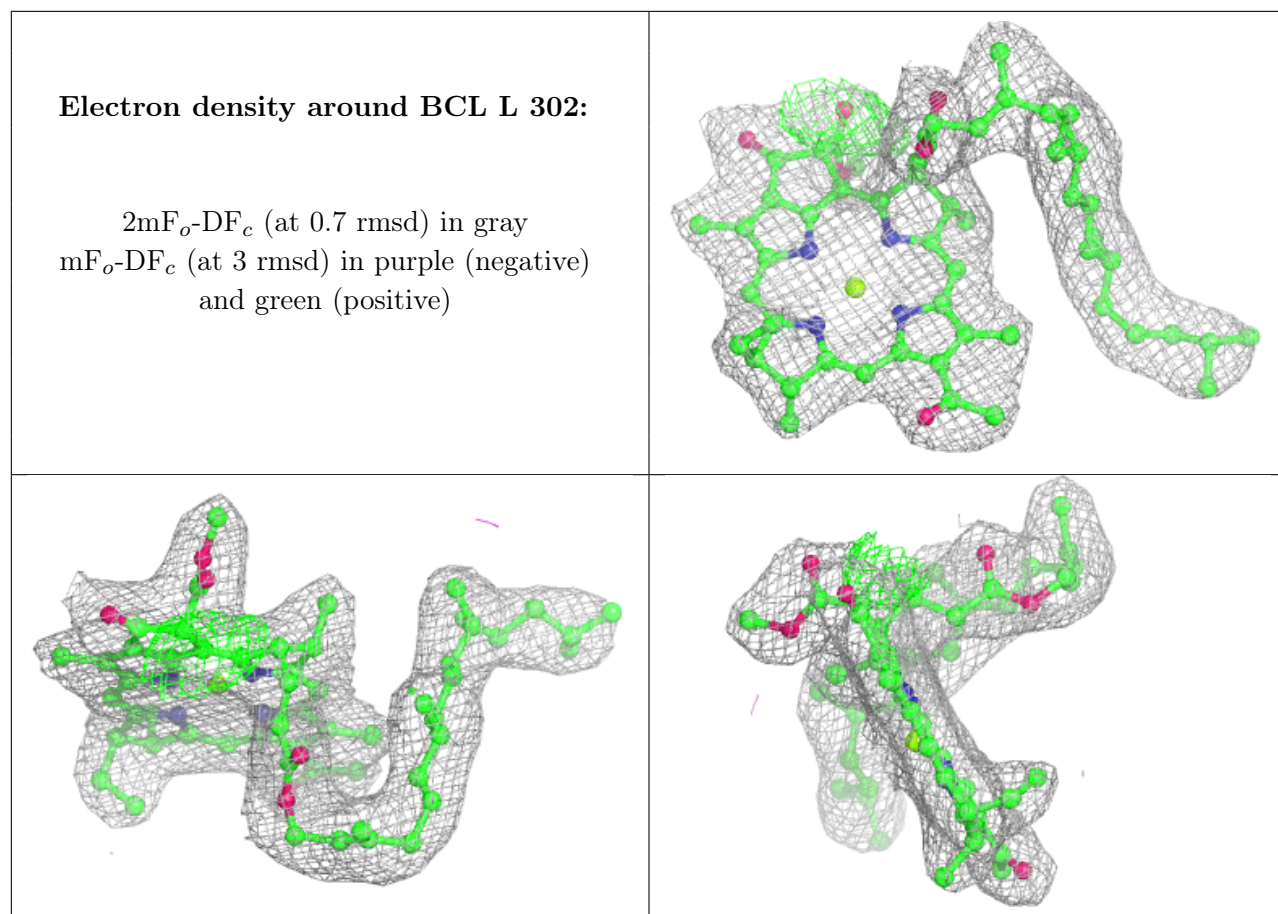 Electron density around BCL L 302:
2mFo-DFc (at 0.7 rmsd) in gray
mFo-DFc (at 3 rmsd) in purple (negative)
and green (positive)